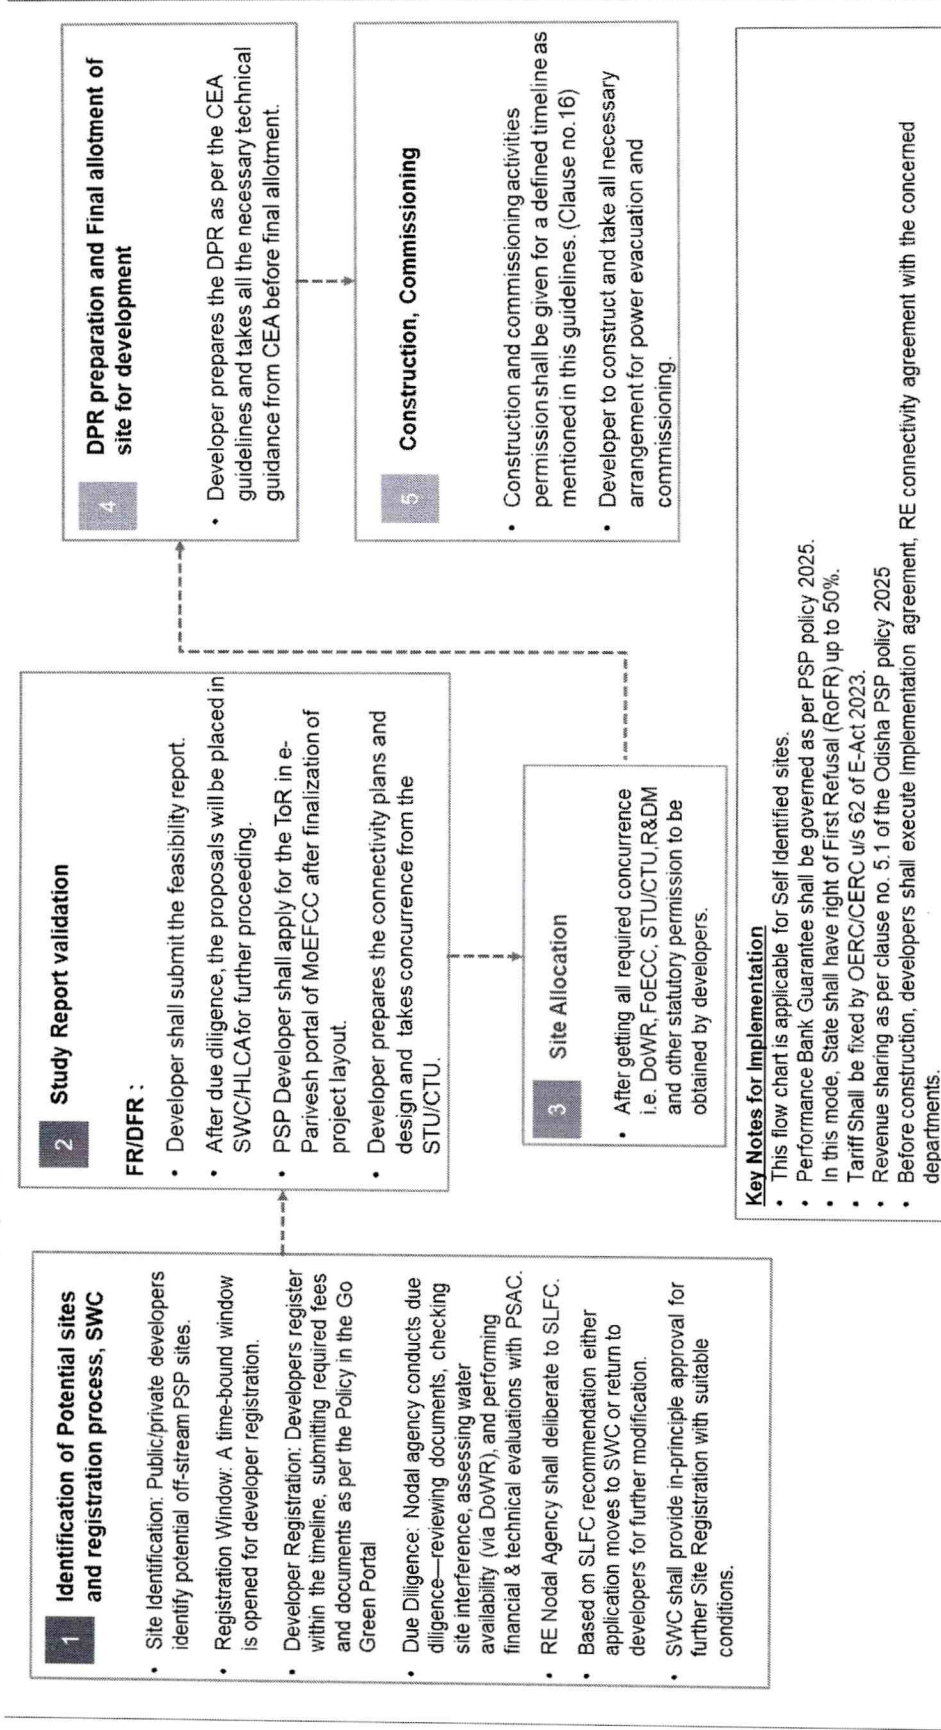 1
Identification of Potential sites
and registration process, SWC
• Site Identification: Public/private developers
identify potential off-stream PSP sites.
• Registration Window: A time-bound window
is opened for developer registration.
• Developer Registration: Developers register
within the timeline, submitting required fees
and documents as per the Policy in the Go
Green Portal
• Due Diligence: Nodal agency conducts due
diligence—reviewing documents, checking
site interference, assessing water
availability (via DoWR), and performing
financial & technical evaluations with PSAC.
• RE Nodal Agency shall deliberate to SLFC.
• Based on SLFC recommendation either
application moves to SWC or return to
developers for further modification.
• SWC shall provide in-principle approval for
further Site Registration with suitable
conditions.
2
Study Report validation
FR/DFR :
• Developer shall submit the feasibility report.
• After due diligence, the proposals will be placed in
SWC/HLCA for further proceeding.
• PSP Developer shall apply for the ToR in e-
Parivesh portal of MoEFCC after finalization of
project layout.
• Developer prepares the connectivity plans and
design and takes concurrence from the
STU/CTU.
3
Site Allocation
• After getting all required concurrence
i.e. DoWR, FoECC, STU/CTU,R&DM
and other statutory permission to be
obtained by developers.
4
DPR preparation and Final allotment of
site for development
• Developer prepares the DPR as per the CEA
guidelines and takes all the necessary technical
guidance from CEA before final allotment.
5
Construction, Commissioning
• Construction and commissioning activities
permission shall be given for a defined timeline as
mentioned in this guidelines. (Clause no.16)
• Developer to construct and take all necessary
arrangement for power evacuation and
commissioning.
Key Notes for Implementation
• This flow chart is applicable for Self Identified sites.
• Performance Bank Guarantee shall be governed as per PSP policy 2025.
• In this mode, State shall have right of First Refusal (RoFR) up to 50%.
• Tariff Shall be fixed by OERC/CERC u/s 62 of E-Act 2023.
• Revenue sharing as per clause no. 5.1 of the Odisha PSP policy 2025
• Before construction, developers shall execute Implementation agreement, RE connectivity agreement with the concerned
departments.